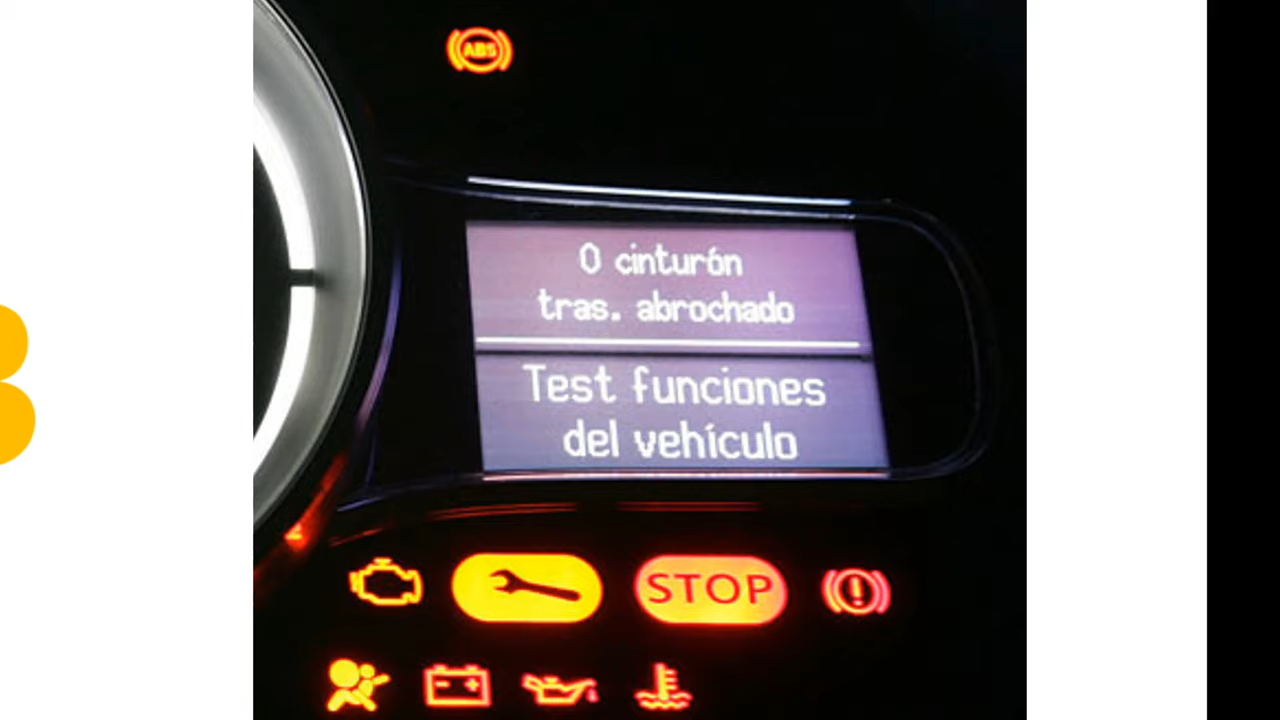 ABS
0 cinturón
tras. abrochado
Test funciones
del vehículo
STOP